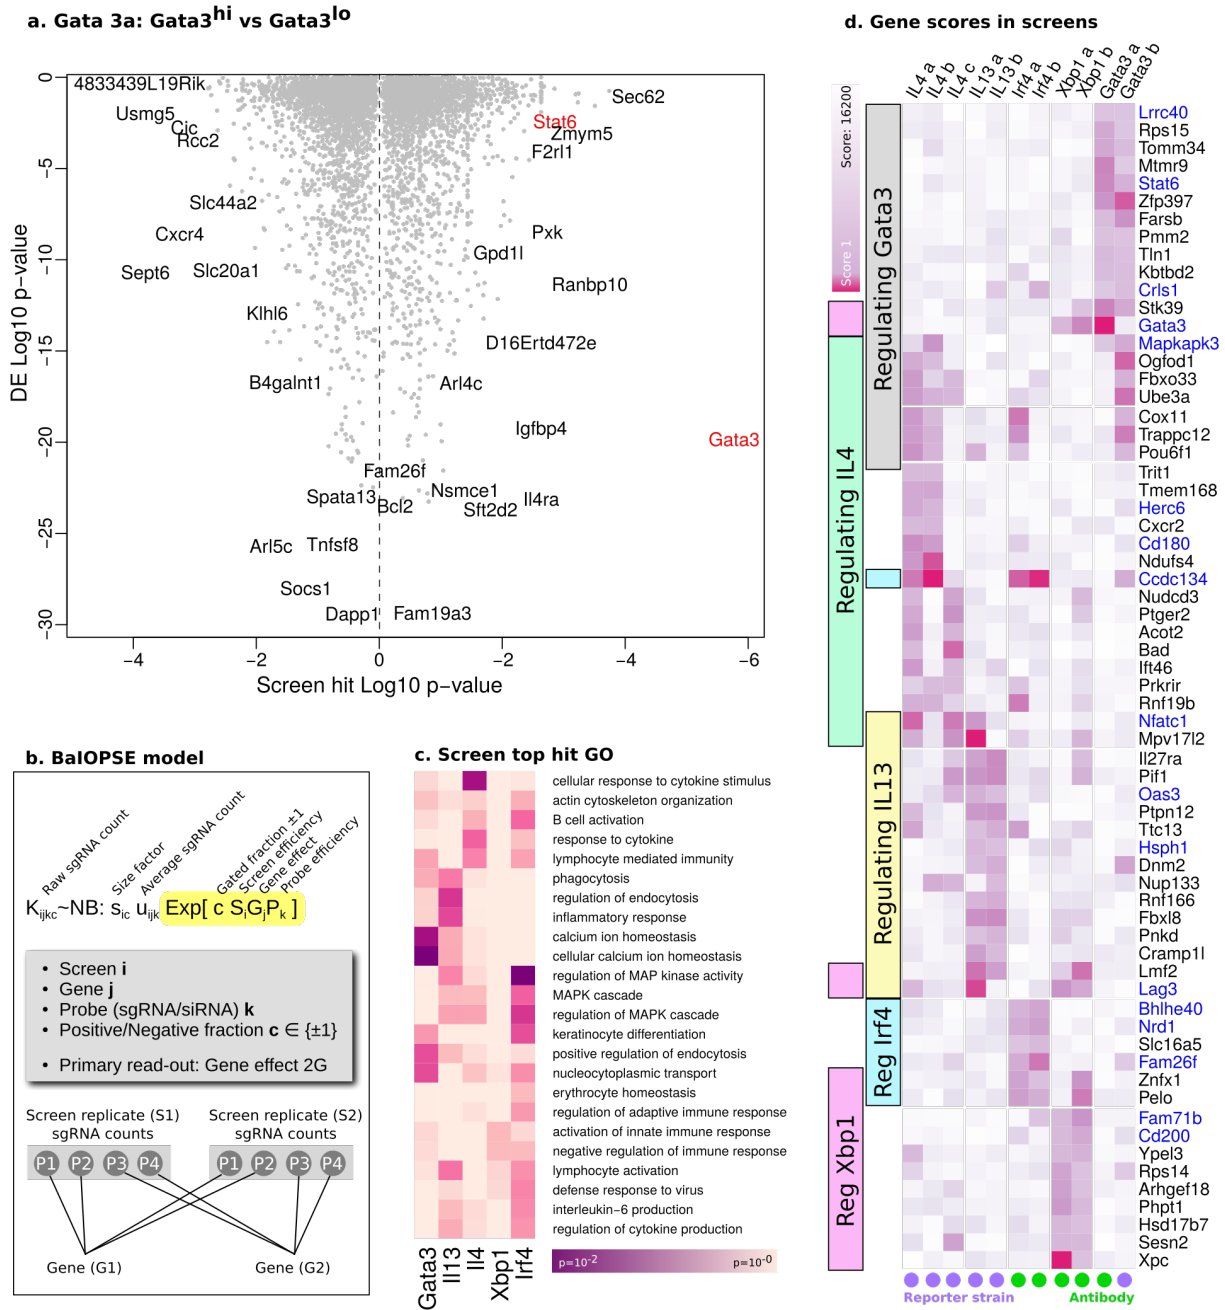 a. Gata 3a: Gata3hi vs Gata3lo
DE Log10 p-value
0
−5
−10
−15
−20
−25
−30
4833439L19Rik
Usmg5
Cic
Rcc2
Sec62
Stat6
Zmym5
F2rl1
Slc44a2
Cxcr4
Pxk
Gpd1l
Sept6
Slc20a1
Ranbp10
Klhl6
D16Ertd472e
B4galnt1
Arl4c
Igfbp4
Gata3
Fam26f
Spata13
Bcl2
Nsmce1
Sft2d2
Il4ra
Arl5c
Tnfsf8
Socs1
Dapp1
Fam19a3
−4
−2
0
−2
−4
−6
Screen hit Log10 p-value
b. BaIOPSE model
Raw sgRNA count
Size factor
Average sgRNA count
Gated fraction ±1
Screen efficiency
Gene effect
Probe efficiency
Kijkc~NB: sic uijk Exp[ c SiGjPk ]
• Screen i
• Gene j
• Probe (sgRNA/siRNA) k
• Positive/Negative fraction c ∈ {±1}
• Primary read-out: Gene effect 2G
Screen replicate (S1)
sgRNA counts
Screen replicate (S2)
sgRNA counts
P1 P2 P3 P4
P1 P2 P3 P4
Gene (G1)
Gene (G2)
c. Screen top hit GO
cellular response to cytokine stimulus
actin cytoskeleton organization
B cell activation
response to cytokine
lymphocyte mediated immunity
phagocytosis
regulation of endocytosis
inflammatory response
calcium ion homeostasis
cellular calcium ion homeostasis
regulation of MAP kinase activity
MAPK cascade
regulation of MAPK cascade
keratinocyte differentiation
positive regulation of endocytosis
nucleocytoplasmic transport
erythrocyte homeostasis
regulation of adaptive immune response
activation of innate immune response
negative regulation of immune response
lymphocyte activation
defense response to virus
interleukin−6 production
regulation of cytokine production
Gata3
Il13
Il4
Xbp1
Irf4
p=10-2
p=10-0
d. Gene scores in screens
IL4 a
IL4 b
IL4 c
IL13 a
IL13 b
Irf4 a
Irf4 b
Xbp1 a
Xbp1 b
Gata3 a
Gata3 b
Score: 16200
Score 1
Regulating Gata3
Regulating IL4
Regulating IL13
Reg Irf4
Reg Xbp1
Lrrc40
Rps15
Tomm34
Mtmr9
Stat6
Zfp397
Farsb
Pmm2
Tln1
Kbtbd2
Crls1
Stk39
Gata3
Mapkapk3
Ogfod1
Fbxo33
Ube3a
Cox11
Trappc12
Pou6f1
Trit1
Tmem168
Herc6
Cxcr2
Cd180
Ndufs4
Ccdc134
Nudcd3
Ptger2
Acot2
Bad
Ift46
Prkrir
Rnf19b
Nfatc1
Mpv17l2
Il27ra
Pif1
Oas3
Ptpn12
Ttc13
Hsph1
Dnm2
Nup133
Rnf166
Fbxl8
Pnkd
Cramp1l
Lmf2
Lag3
Bhlhe40
Nrd1
Slc16a5
Fam26f
Znfx1
Pelo
Fam71b
Cd200
Ypel3
Rps14
Arhgef18
Phpt1
Hsd17b7
Sesn2
Xpc
Reporter strain
Antibody